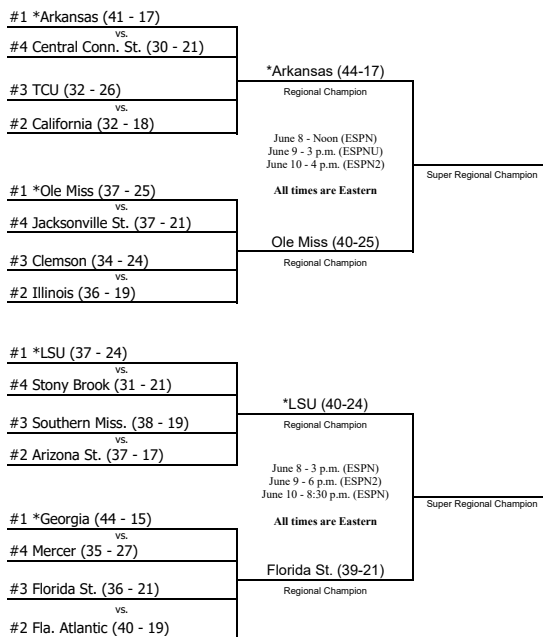 #1 *Arkansas (41 - 17)
vs.
#4 Central Conn. St. (30 - 21)
#3 TCU (32 - 26)
vs.
#2 California (32 - 18)
*Arkansas (44-17)
Regional Champion
June 8 - Noon (ESPN)
June 9 - 3 p.m. (ESPNU)
June 10 - 4 p.m. (ESPN2)
All times are Eastern
Super Regional Champion
#1 *Ole Miss (37 - 25)
vs.
#4 Jacksonville St. (37 - 21)
#3 Clemson (34 - 24)
vs.
#2 Illinois (36 - 19)
Ole Miss (40-25)
Regional Champion
#1 *LSU (37 - 24)
vs.
#4 Stony Brook (31 - 21)
#3 Southern Miss. (38 - 19)
vs.
#2 Arizona St. (37 - 17)
*LSU (40-24)
Regional Champion
June 8 - 3 p.m. (ESPN)
June 9 - 6 p.m. (ESPN2)
June 10 - 8:30 p.m. (ESPN)
All times are Eastern
Super Regional Champion
#1 *Georgia (44 - 15)
vs.
#4 Mercer (35 - 27)
#3 Florida St. (36 - 21)
vs.
#2 Fla. Atlantic (40 - 19)
Florida St. (39-21)
Regional Champion